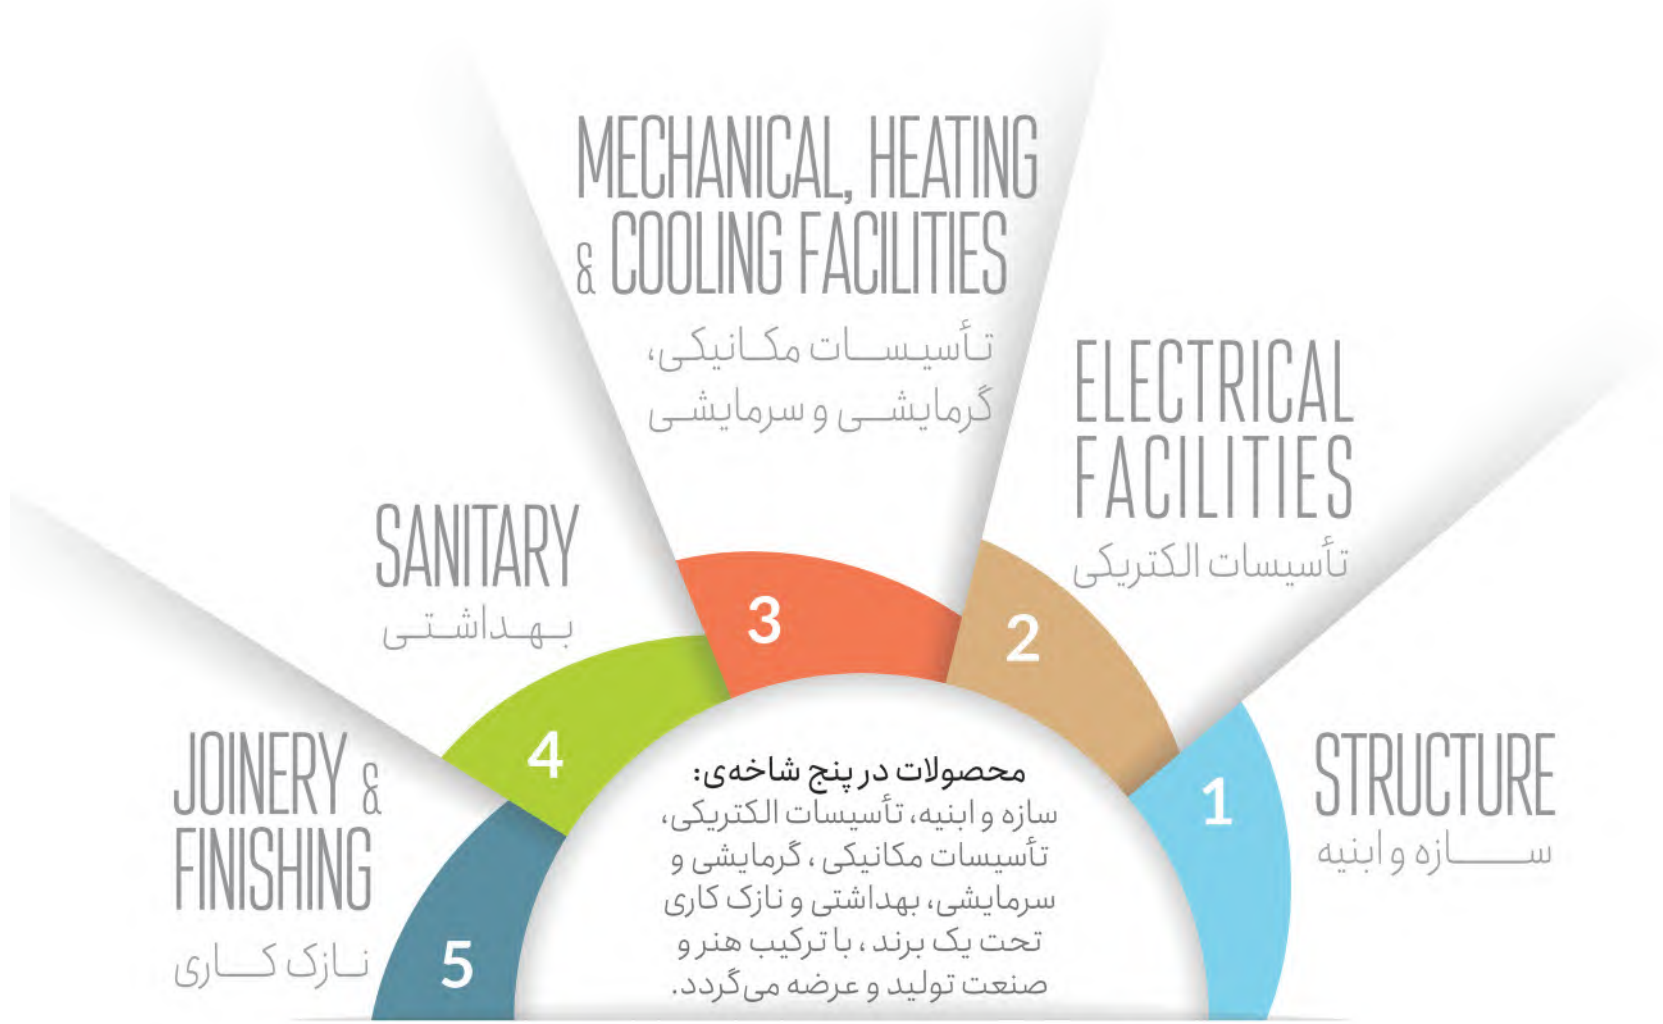 MECHANICAL, HEATING
& COOLING FACILITIES
تأسیسات مکانیکی،
گرمایشی و سرمایشی
ELECTRICAL
FACILITIES
تأسیسات الکتریکی
SANITARY
بهداشتی
STRUCTURE
سازه و ابنیه
JOINERY &
FINISHING
نازک کاری
1
2
3
4
5
محصولات در پنج شاخه‌ی:
سازه و ابنیه، تأسیسات الکتریکی،
تأسیسات مکانیکی ، گرمایشی و
سرمایشی، بهداشتی و نازک کاری
تحت یک برند ، با ترکیب هنر و
صنعت تولید و عرضه می‌گردد.